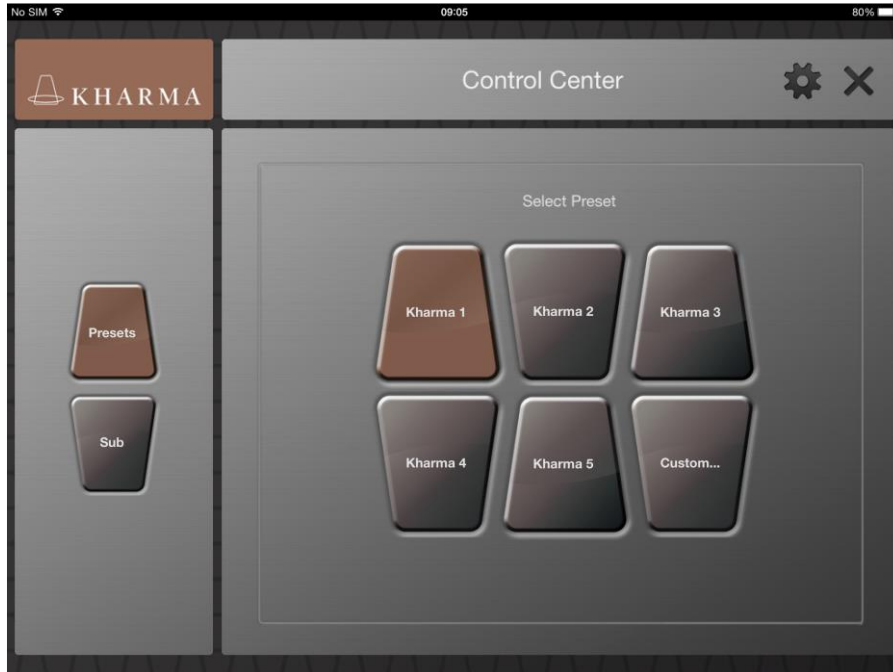 No SIM 09:05 80%
KHARMA
Control Center
Select Preset
Presets
Sub
Kharma 1 Kharma 2 Kharma 3
Kharma 4 Kharma 5 Custom...